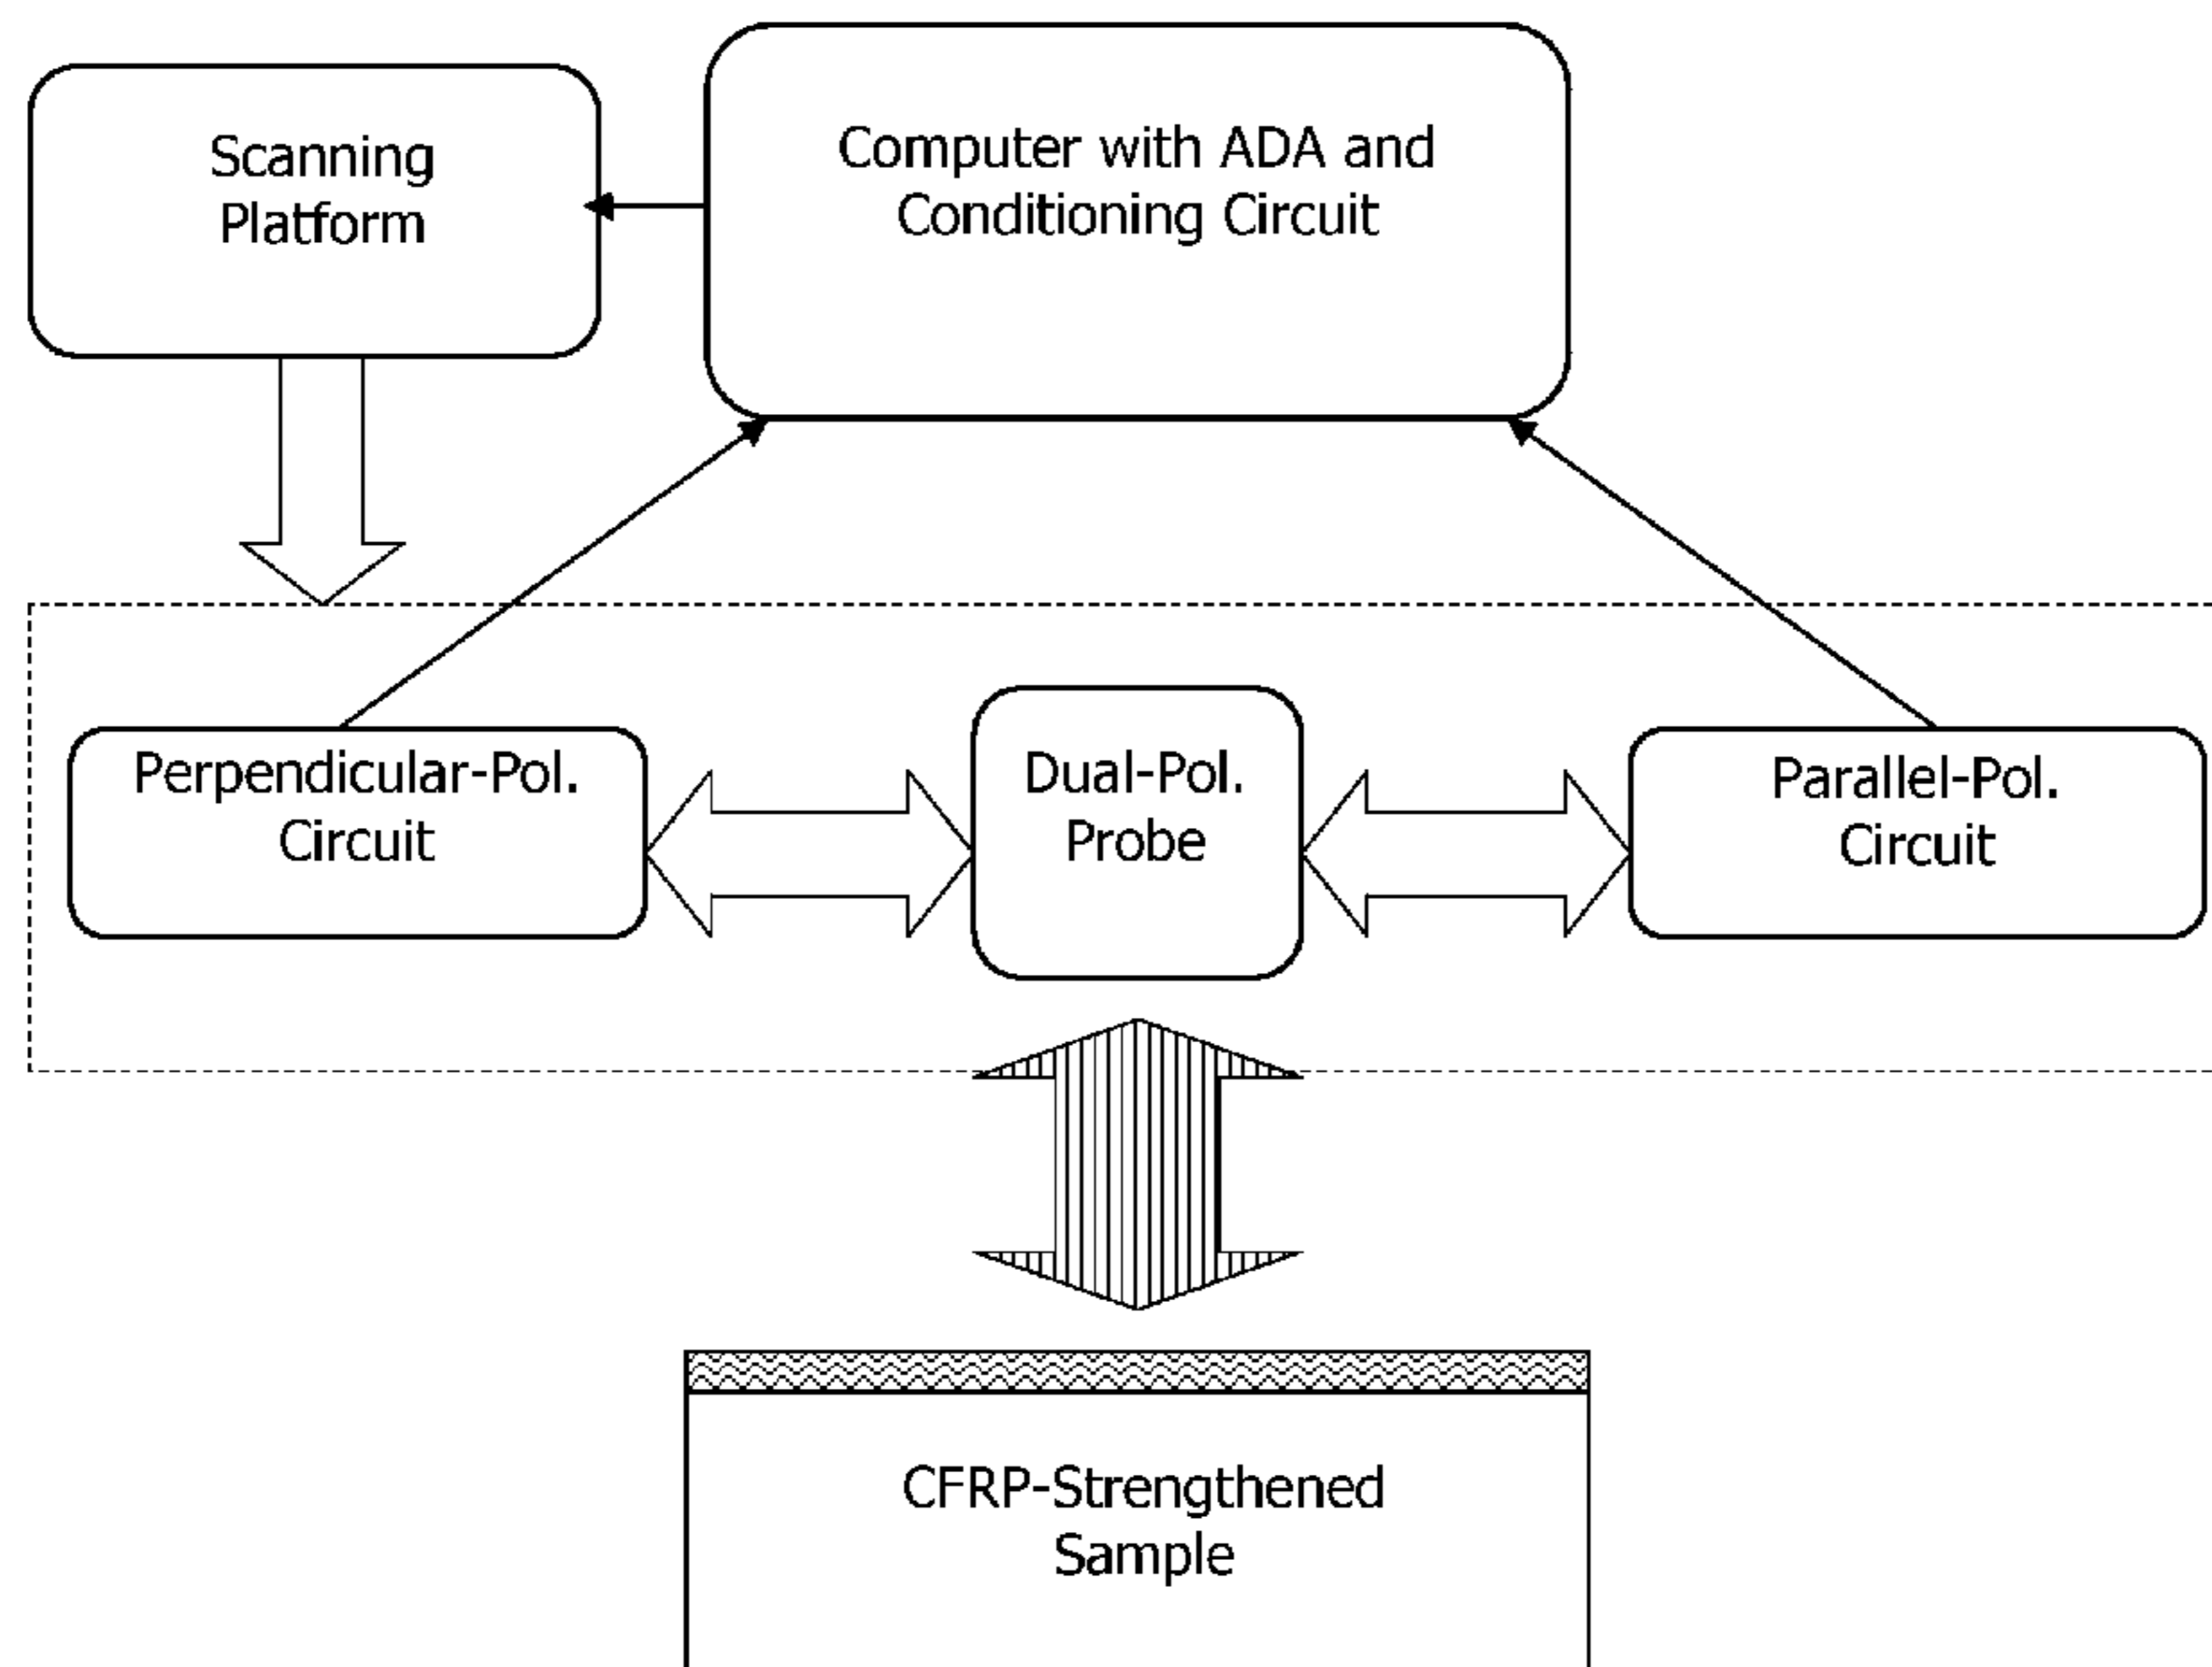 Scanning
Platform
Computer with ADA and
Conditioning Circuit
Perpendicular-Pol.
Circuit
Dual-Pol.
Probe
Parallel-Pol.
Circuit
CFRP-Strengthened
Sample